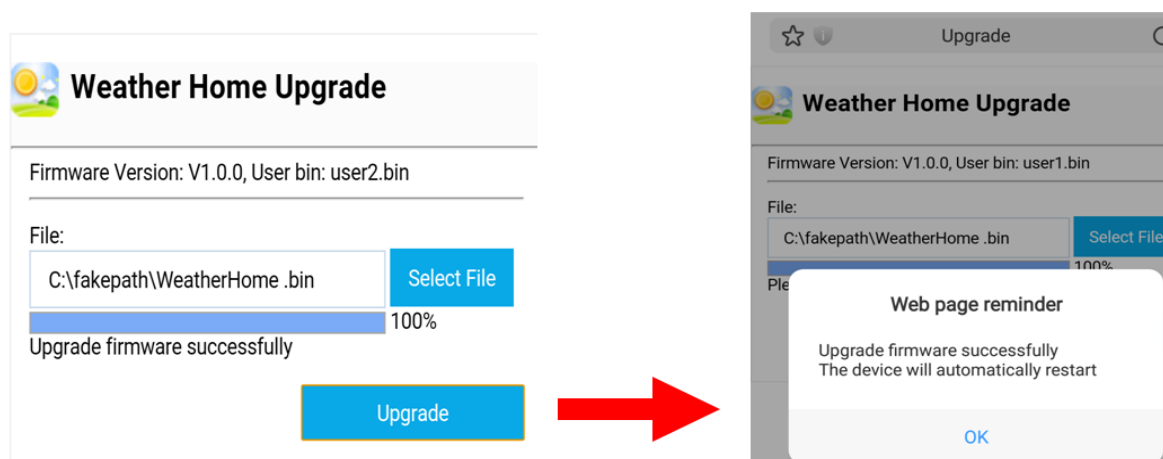 Weather Home Upgrade
Firmware Version: V1.0.0, User bin: user2.bin
File:
C:\fakepath\WeatherHome .bin
Select File
100%
Upgrade firmware successfully
Upgrade
Upgrade
Weather Home Upgrade
Firmware Version: V1.0.0, User bin: user1.bin
File:
C:\fakepath\WeatherHome .bin
Select File
100%
Ple
Web page reminder
Upgrade firmware successfully
The device will automatically restart
OK